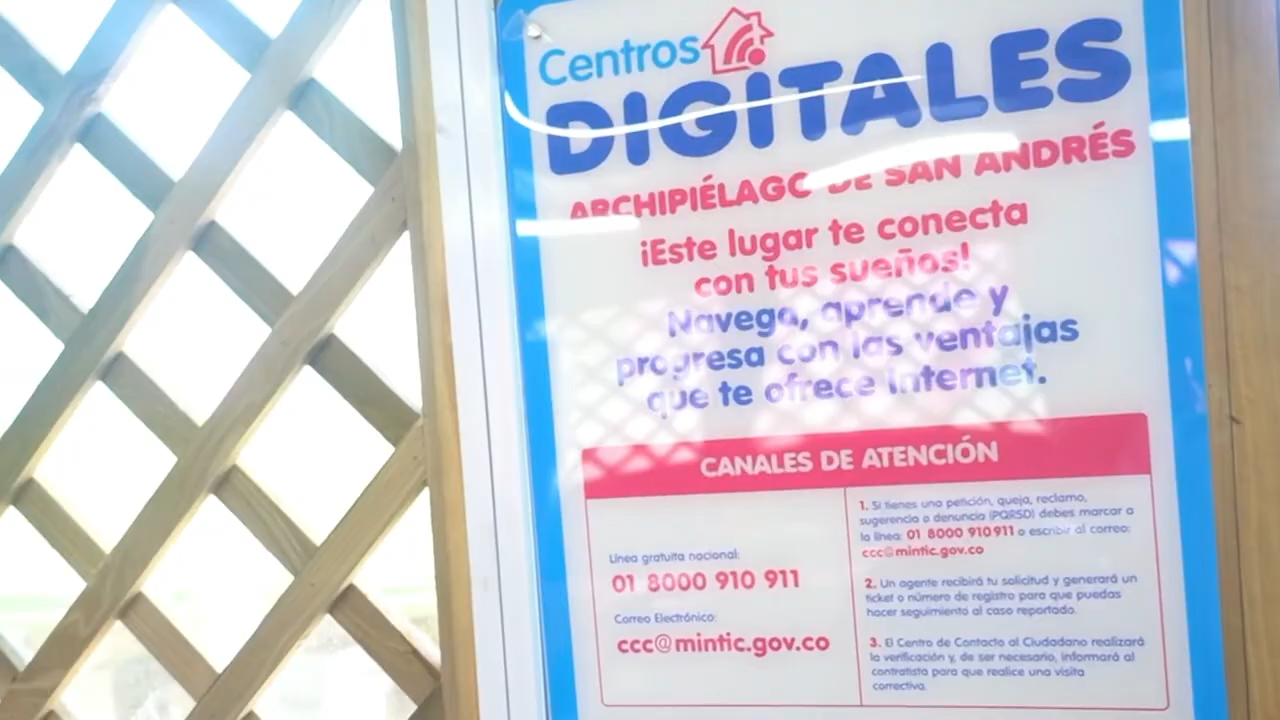 Centros
DIGITALES
ARCHIPIÉLAGO DE SAN ANDRÉS
¡Este lugar te conecta
con tus sueños!
Navega, aprende y
progresa con las ventajas
que te ofrece internet.
CANALES DE ATENCIÓN
Línea gratuita nacional:
01 8000 910 911
Correo Electrónico:
ccc@mintic.gov.co
1. Si tienes una petición, queja, reclamo,
sugerencia o denuncia (PQRSD) debes marcar a
la línea: 01 8000 910911 o escribir al correo:
ccc@mintic.gov.co
2. Un agente recibirá tu solicitud y generará un
ticket o número de registro para que puedas
hacer seguimiento al caso reportado.
3. El Centro de Contacto al Ciudadano realizará
la verificación y, de ser necesario, informará al
contratista para que realice una visita
correctiva.